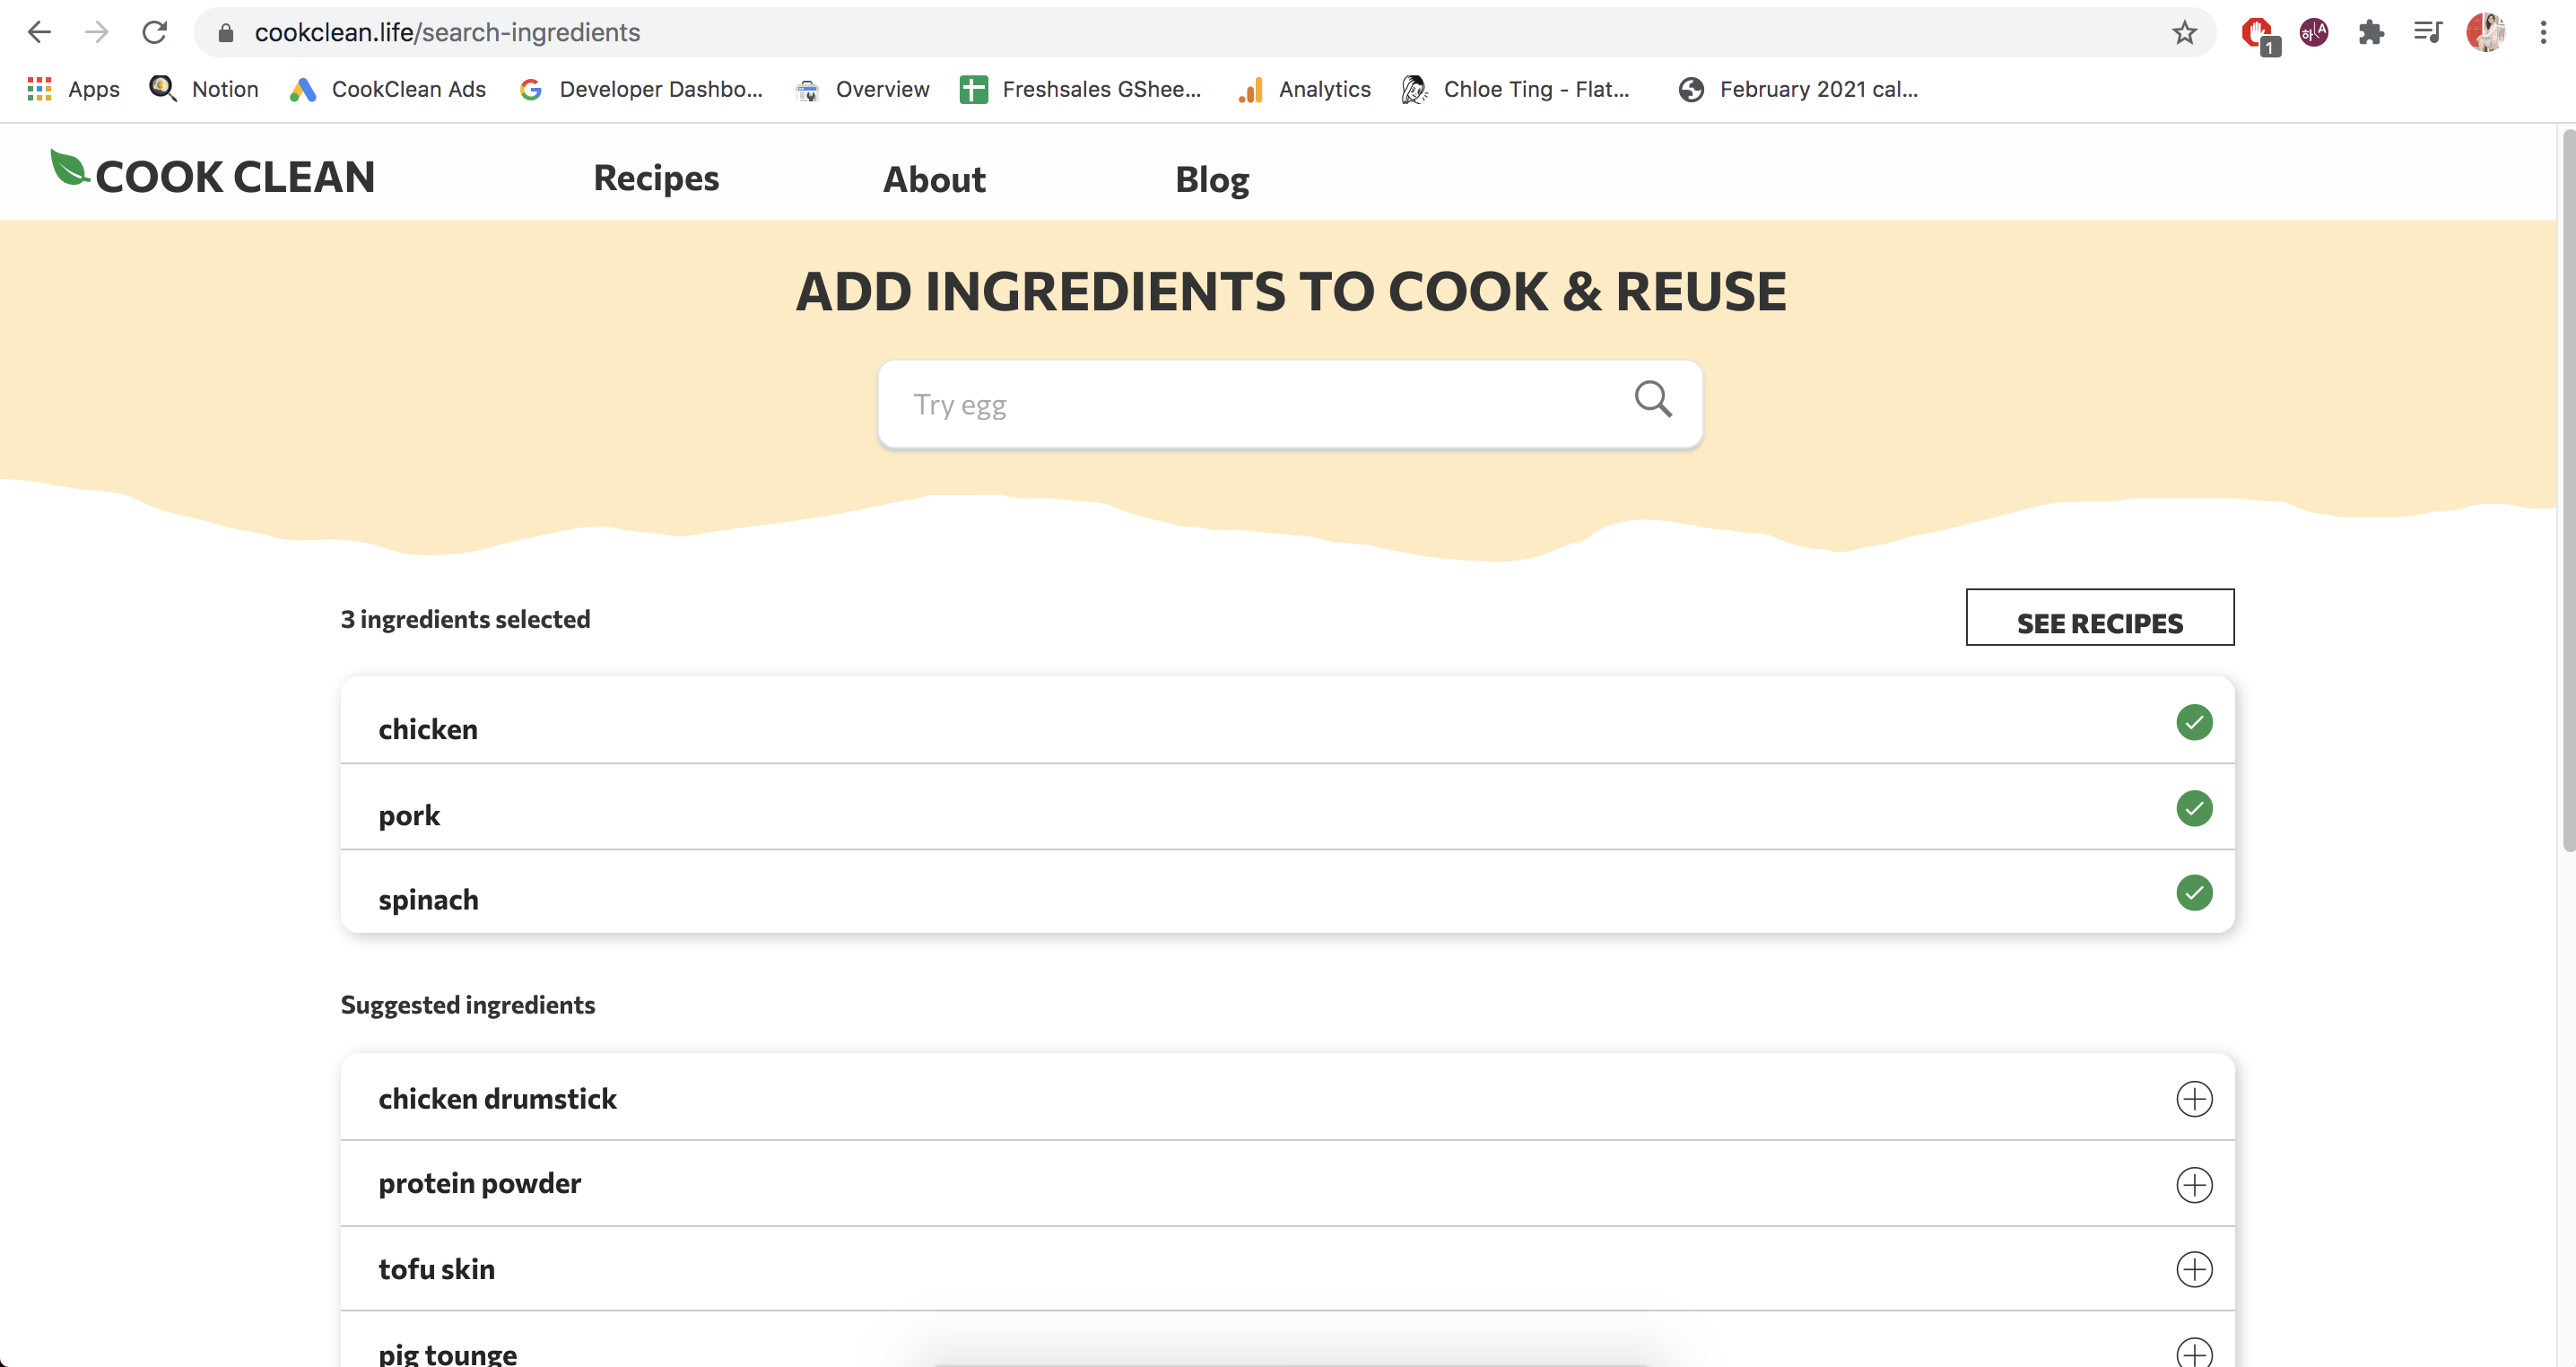 cookclean.life/search-ingredients
1
하 A
Apps Notion CookClean Ads Developer Dashbo... Overview Freshsales GShee... Analytics Chloe Ting - Flat... February 2021 cal...
COOK CLEAN Recipes About Blog
ADD INGREDIENTS TO COOK & REUSE
Try egg
3 ingredients selected
SEE RECIPES
chicken
pork
spinach
Suggested ingredients
chicken drumstick
protein powder
tofu skin
pig tounge